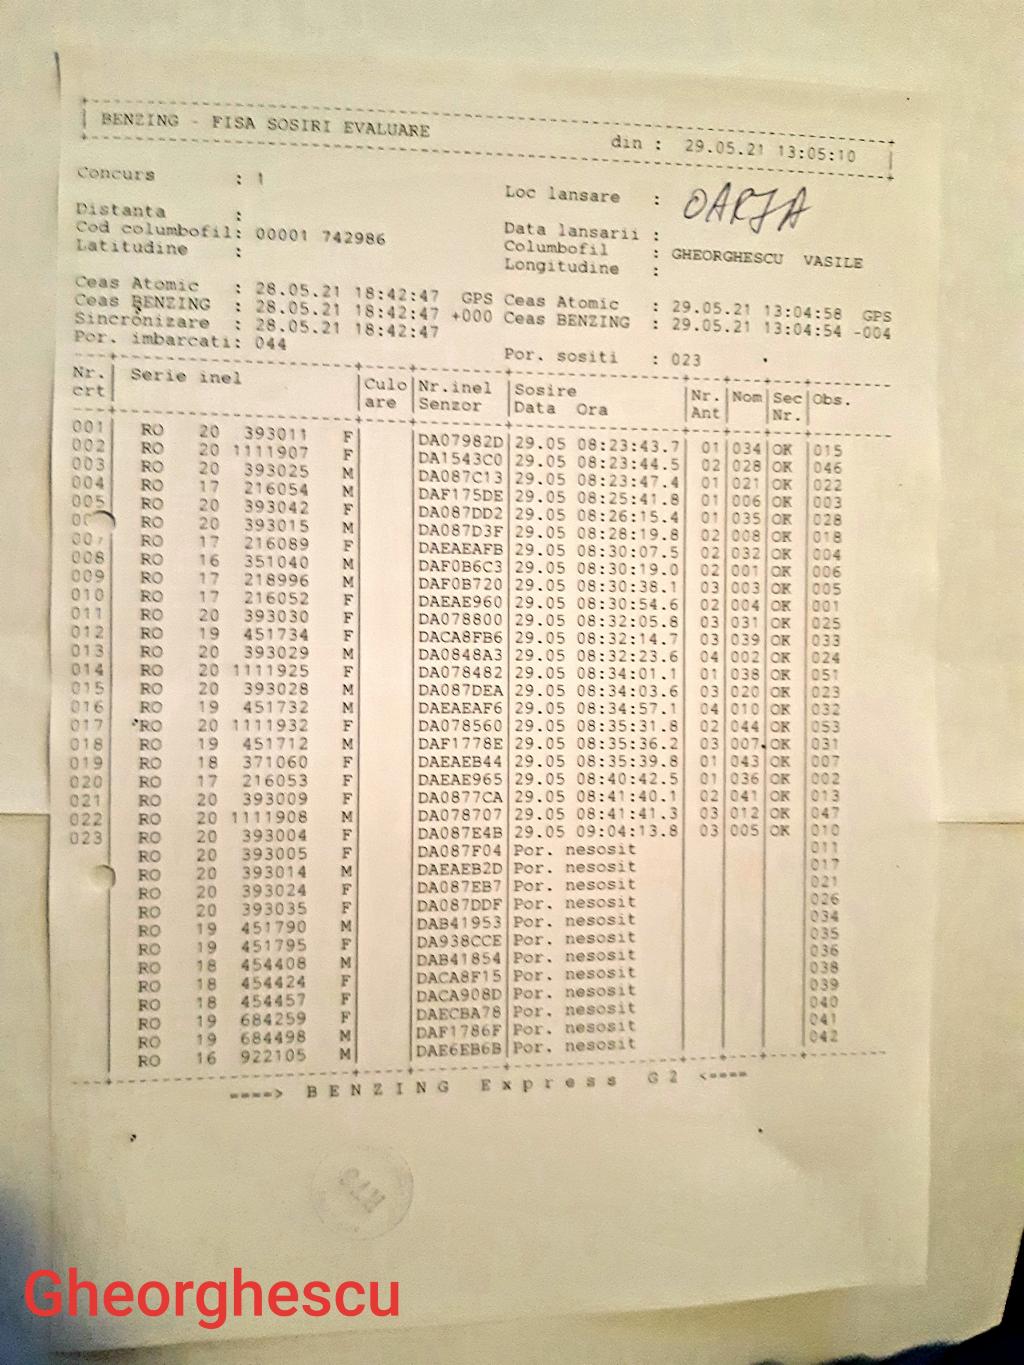 BENZING - FISA SOSIRI EVALUARE din : 29.05.21 13:05:10
Concurs : 1 Loc lansare : OARJA
Distanta : Data lansarii :
Cod columbofil: 00001 742986 Columbofil : GHEORGHESCU VASILE
Latitudine : Longitudine :
Ceas Atomic : 28.05.21 18:42:47 GPS Ceas Atomic : 29.05.21 13:04:58 GPS
Ceas BENZING : 28.05.21 18:42:47 +000 Ceas BENZING : 29.05.21 13:04:54 -004
Sincronizare : 28.05.21 18:42:47
Por. imbarcati: 044 Por. sositi : 023
Nr. Serie inel Culo Nr.inel Sosire Nr. Nom Sec Obs.
crt are Senzor Data Ora Ant Nr.
001 RO 20 393011 F DA07982D 29.05 08:23:43.7 01 034 OK 015
002 RO 20 1111907 F DA1543C0 29.05 08:23:44.5 02 028 OK 046
003 RO 20 393025 M DA087C13 29.05 08:23:47.4 01 021 OK 022
004 RO 17 216054 M DAF175DE 29.05 08:25:41.8 01 006 OK 003
005 RO 20 393042 F DA087DD2 29.05 08:26:15.4 01 035 OK 028
RO 20 393015 M DA087D3F 29.05 08:28:19.8 02 008 OK 018
007 RO 17 216089 F DAEAEAFB 29.05 08:30:07.5 02 032 OK 004
008 RO 16 351040 M DAF0B6C3 29.05 08:30:19.0 02 001 OK 006
009 RO 17 218996 M DAF0B720 29.05 08:30:38.1 03 003 OK 005
010 RO 17 216052 F DAEAE960 29.05 08:30:54.6 02 004 OK 001
011 RO 20 393030 F DA078800 29.05 08:32:05.8 03 031 OK 025
012 RO 19 451734 F DACA8FB6 29.05 08:32:14.7 03 039 OK 033
013 RO 20 393029 M DA0848A3 29.05 08:32:23.6 04 002 OK 024
014 RO 20 1111925 F DA078482 29.05 08:34:01.1 01 038 OK 051
015 RO 20 393028 M DA087DEA 29.05 08:34:03.6 03 020 OK 023
016 RO 19 451732 M DAEAEAF6 29.05 08:34:57.1 04 010 OK 032
017 RO 20 1111932 F DA078560 29.05 08:35:31.8 02 044 OK 053
018 RO 19 451712 M DAF1778E 29.05 08:35:36.2 03 007 OK 031
019 RO 18 371060 F DAEAEB44 29.05 08:35:39.8 01 043 OK 007
020 RO 17 216053 F DAEAE965 29.05 08:40:42.5 01 036 OK 002
021 RO 20 393009 F DA0877CA 29.05 08:41:40.1 02 041 OK 013
022 RO 20 1111908 M DA078707 29.05 08:41:41.3 03 012 OK 047
023 RO 20 393004 F DA087E4B 29.05 09:04:13.8 03 005 OK 010
RO 20 393005 F DA087F04 Por. nesosit 011
RO 20 393014 M DAEAEB2D Por. nesosit 017
RO 20 393024 F DA087EB7 Por. nesosit 021
RO 20 393035 F DA087DDF Por. nesosit 026
RO 19 451790 M DAB41953 Por. nesosit 034
RO 19 451795 F DA938CCE Por. nesosit 035
RO 18 454408 M DAB41854 Por. nesosit 036
RO 18 454424 F DACA8F15 Por. nesosit 038
RO 18 454457 F DACA908D Por. nesosit 039
RO 19 684259 F DAECBA78 Por. nesosit 040
RO 19 684498 M DAF1786F Por. nesosit 041
RO 16 922105 M DAE6EB6B Por. nesosit 042
====> BENZING Express G2 <====
Gheorghescu